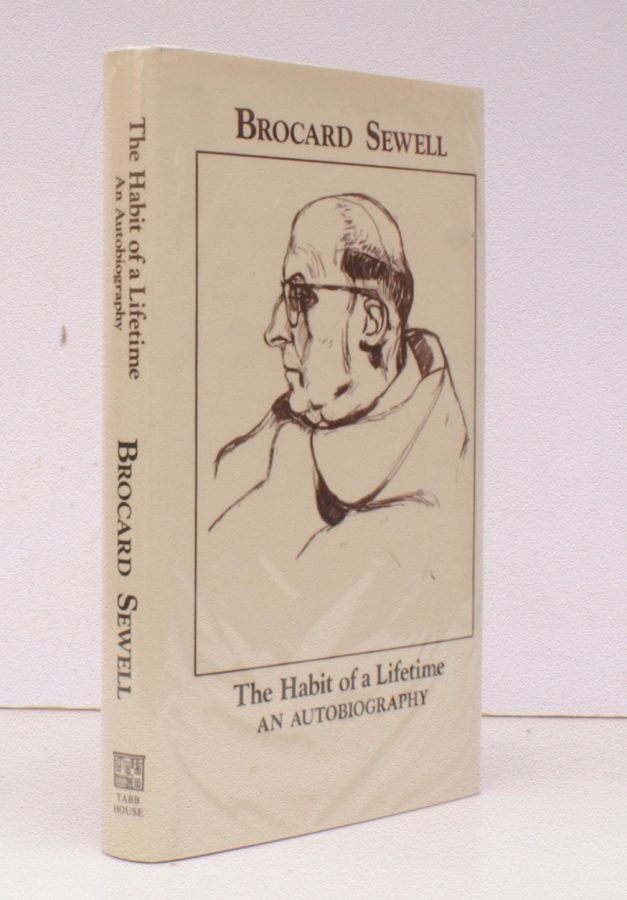 BROCARD SEWELL
The Habit of a Lifetime
AN AUTOBIOGRAPHY
The Habit of a Lifetime
An Autobiography
BROCARD SEWELL
TABB
HOUSE